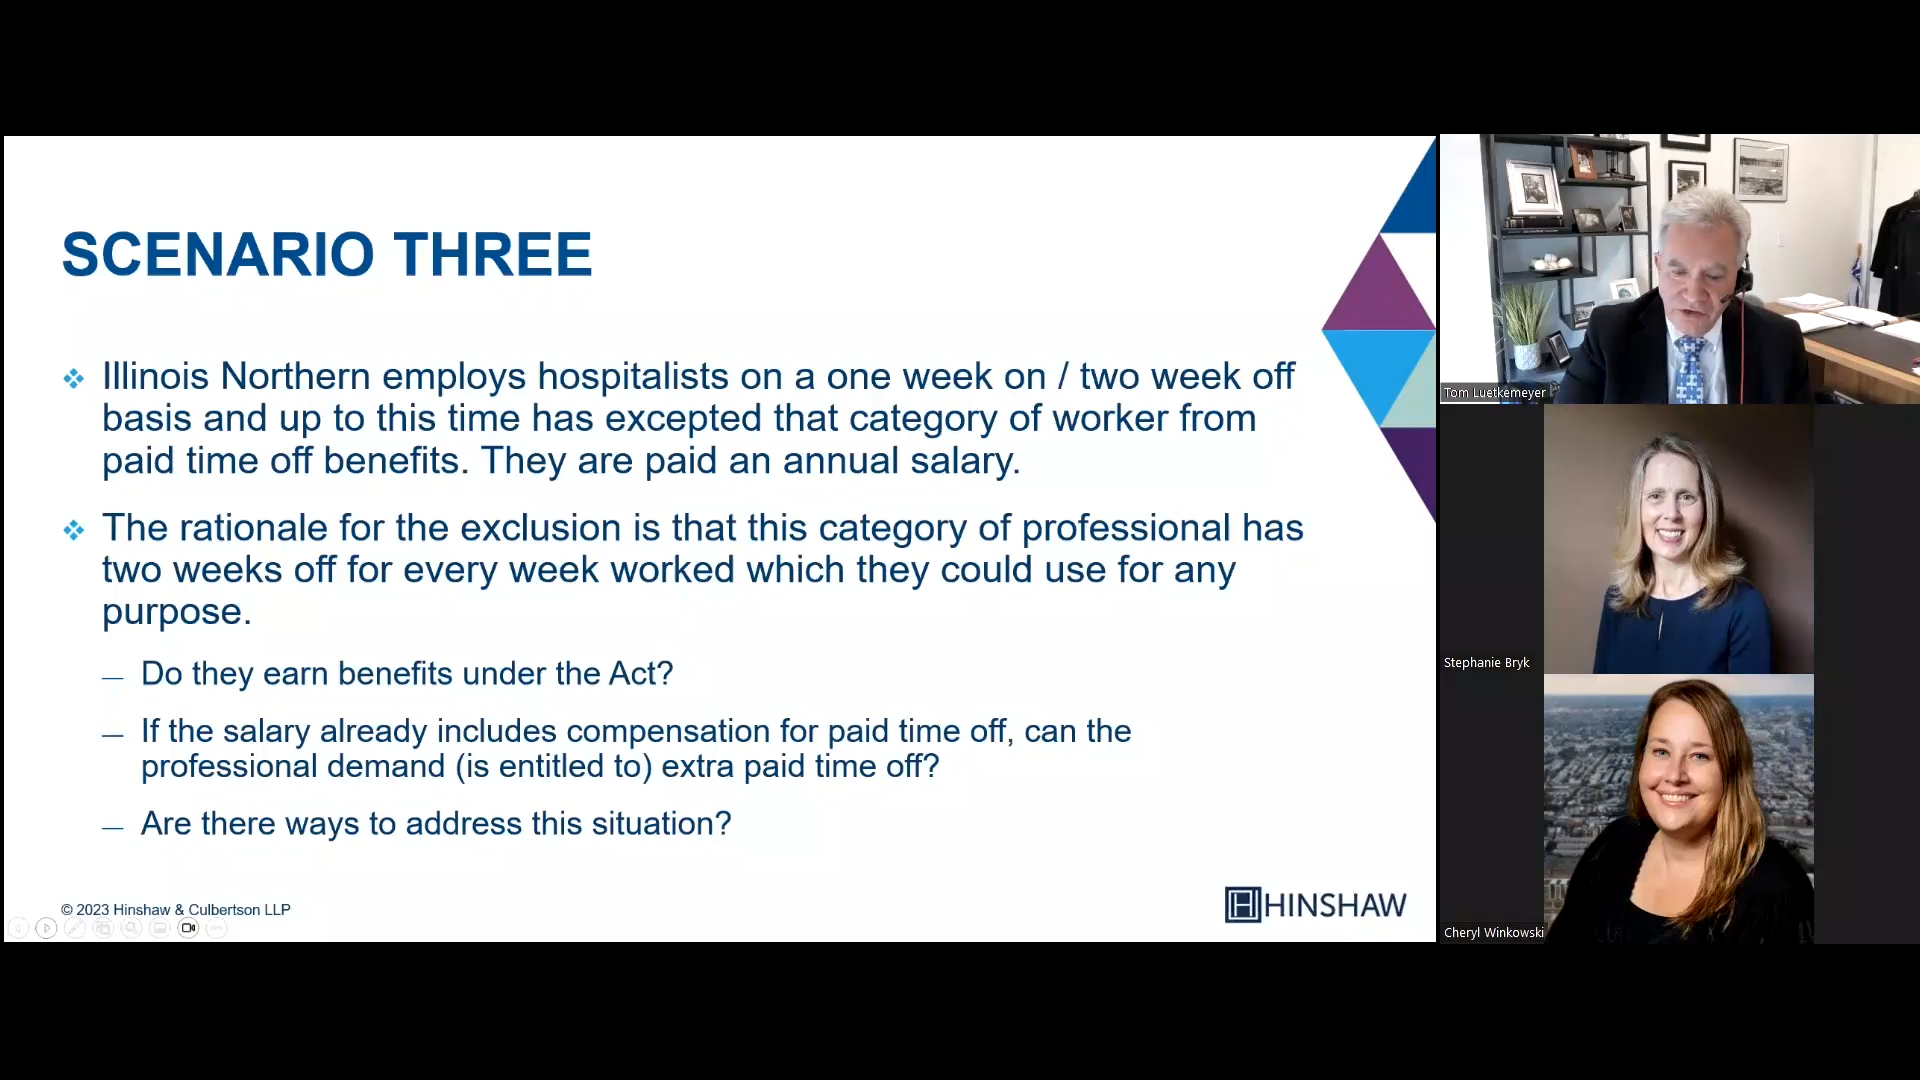 SCENARIO THREE
Illinois Northern employs hospitalists on a one week on / two week off
basis and up to this time has excepted that category of worker from
paid time off benefits. They are paid an annual salary.
The rationale for the exclusion is that this category of professional has
two weeks off for every week worked which they could use for any
purpose.
— Do they earn benefits under the Act?
— If the salary already includes compensation for paid time off, can the
professional demand (is entitled to) extra paid time off?
— Are there ways to address this situation?
© 2023 Hinshaw & Culbertson LLP
HINSHAW
Tom Luetkemeyer
Stephanie Bryk
Cheryl Winkowski